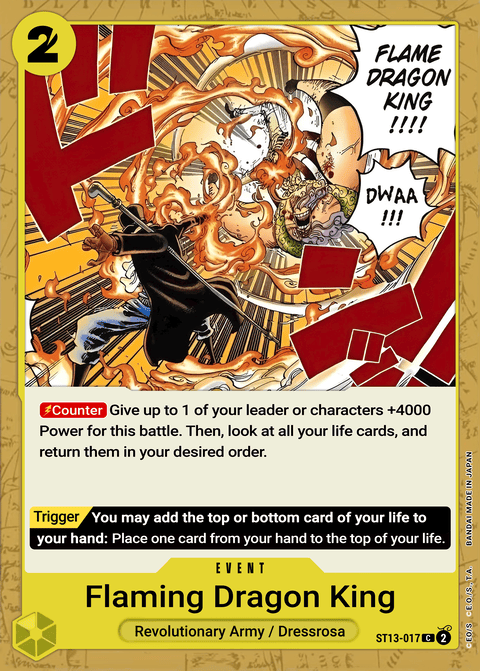 2
FLAME
DRAGON
KING
!!!!
DWAA
!!!
⚡Counter Give up to 1 of your leader or characters +4000
Power for this battle. Then, look at all your life cards, and
return them in your desired order.
Trigger You may add the top or bottom card of your life to
your hand: Place one card from your hand to the top of your life.
EVENT
Flaming Dragon King
Revolutionary Army / Dressrosa
ST13-017 C 2
©E.O/S. ©E.O./S.,T.A. BANDAI MADE IN JAPAN